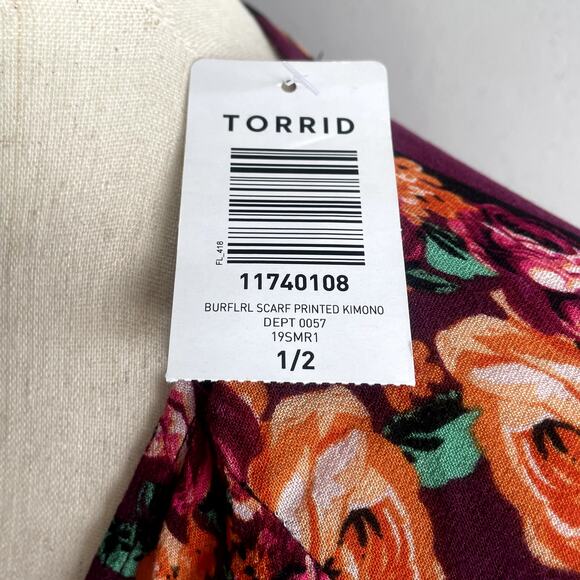 TORRID
FL_418
11740108
BURFLRL SCARF PRINTED KIMONO
DEPT 0057
19SMR1
1/2